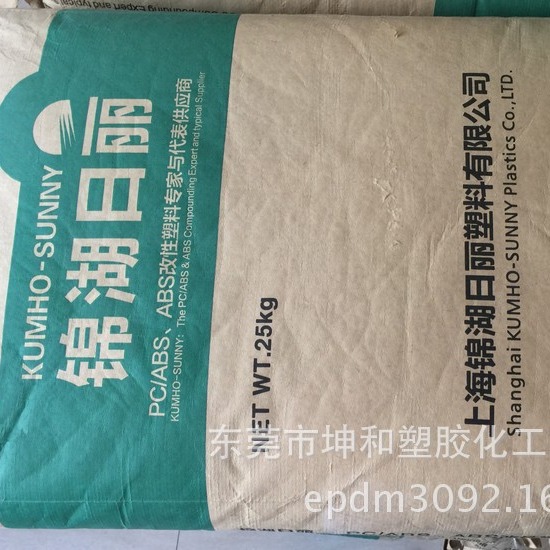 KUMHO-SUNNY
锦湖日丽
PC/ABS、ABS改性塑料专家与代表供应商
KUMHO-SUNNY: The PC/ABS & ABS Compounding Expert and typical Supplier
NET WT.25kg
上海锦湖日丽塑料有限公司
Shanghai KUMHO-SUNNY Plastics Co.,LTD.
东莞市坤和塑胶化工
epdm3092.16